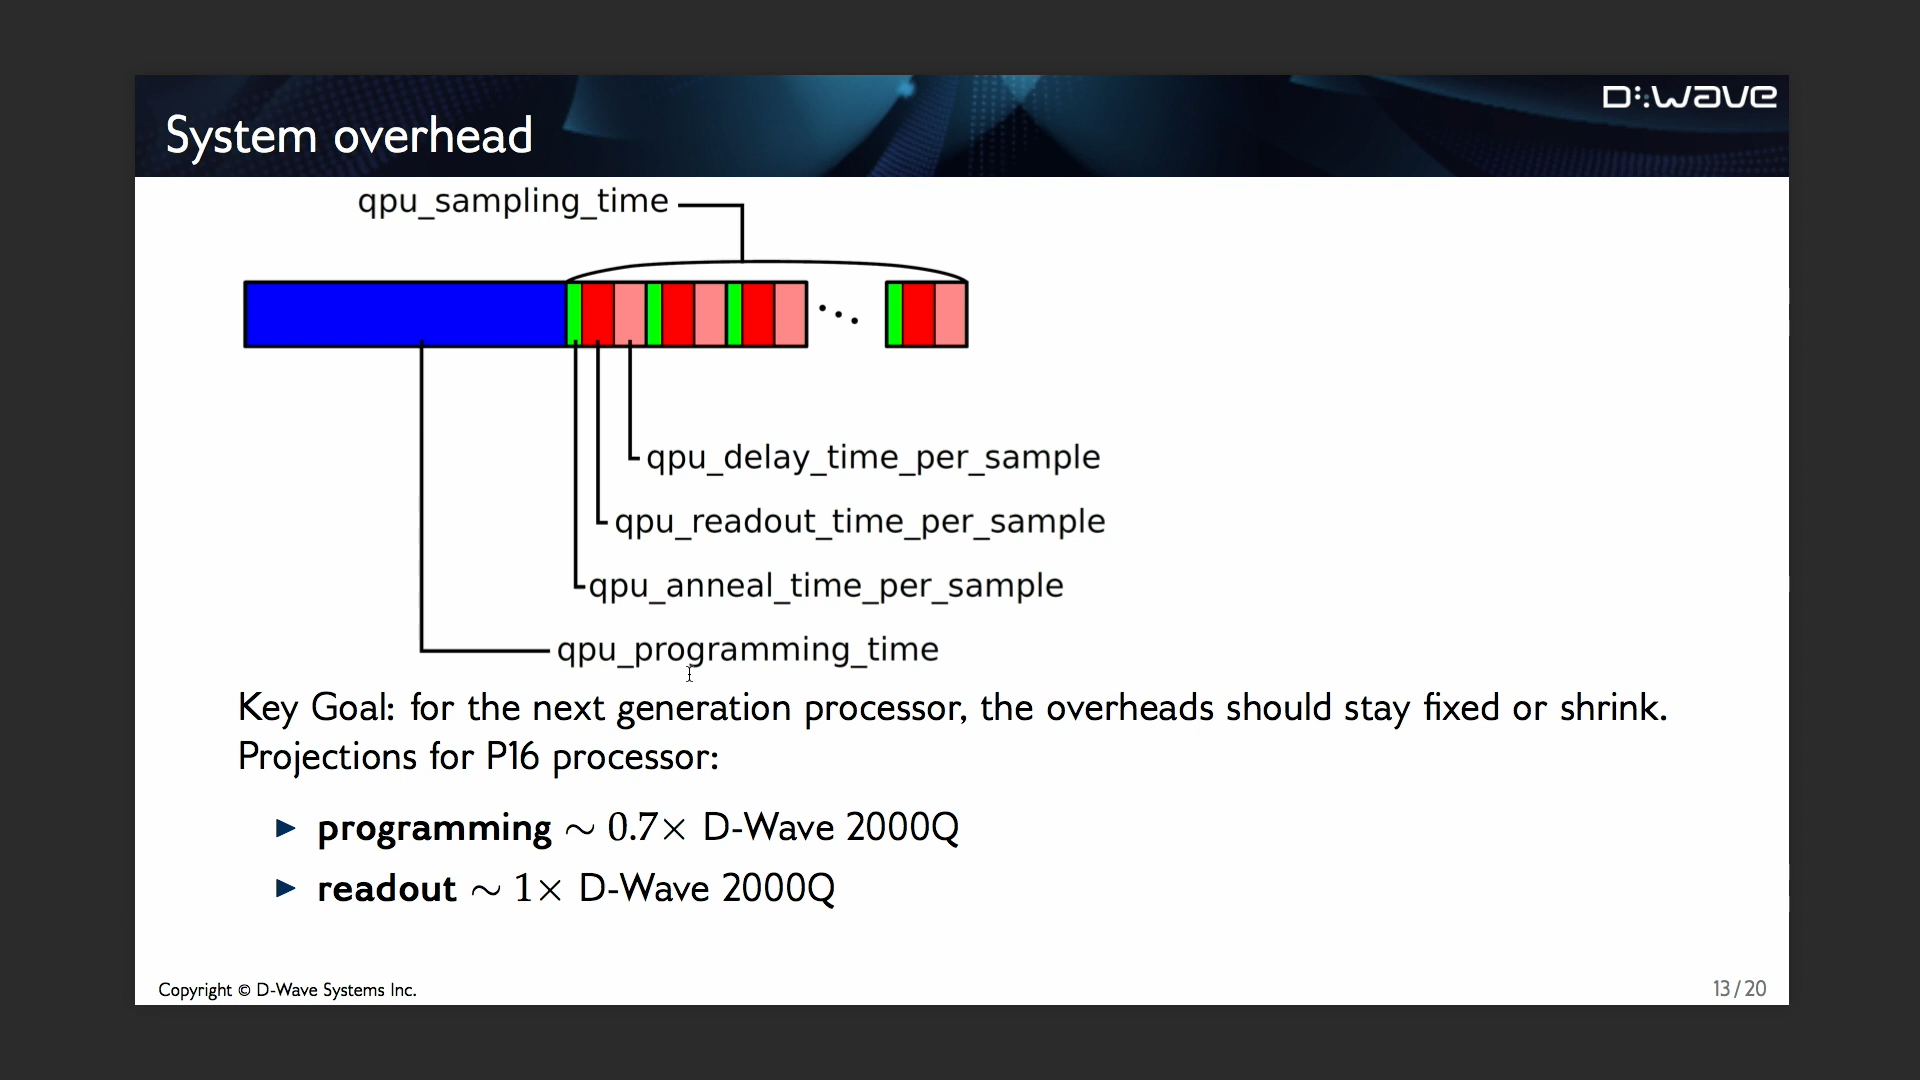 D:wave
System overhead
qpu_sampling_time
qpu_delay_time_per_sample
qpu_readout_time_per_sample
qpu_anneal_time_per_sample
qpu_programming_time
Key Goal: for the next generation processor, the overheads should stay fixed or shrink.
Projections for P16 processor:
▶ programming ∼ 0.7× D-Wave 2000Q
▶ readout ∼ 1× D-Wave 2000Q
Copyright © D-Wave Systems Inc.
13/20